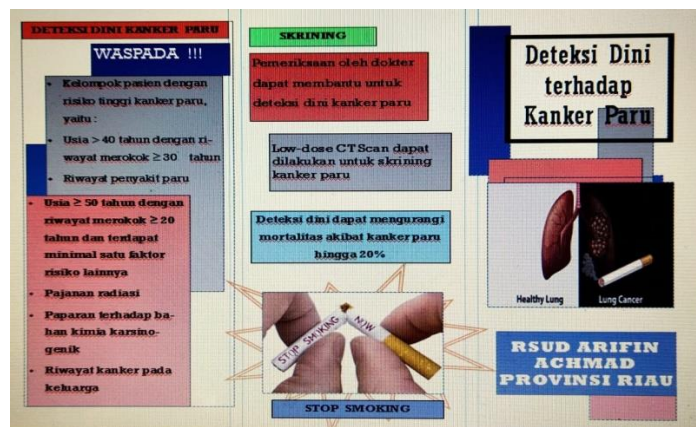 DETEKSI DINI KANKER PARU
WASPADA !!!
• Kelompok pasien dengan
risiko tinggi kanker paru,
yaitu :
• Usia > 40 tahun dengan ri-
wayat merokok ≥ 30 tahun
• Riwayat penyakit paru
• Usia ≥ 50 tahun dengan
riwayat merokok ≥ 20
tahun dan terdapat
minimal satu faktor
risiko lainnya
• Pajanan radiasi
• Paparan terhadap ba-
han kimia karsino-
genik
• Riwayat kanker pada
keluarga
SKRINING
Pemeriksaan oleh dokter
dapat membantu untuk
deteksi dini kanker paru
Low-dose CTScan dapat
dilakukan untuk skrining
kanker paru
Deteksi dini dapat mengurangi
mortalitas akibat kanker paru
hingga 20%
STOP SMOKING NOW
STOP SMOKING
Deteksi Dini
terhadap
Kanker Paru
Healthy Lung
Lung Cancer
RSUD ARIFIN
ACHMAD
PROVINSI RIAU